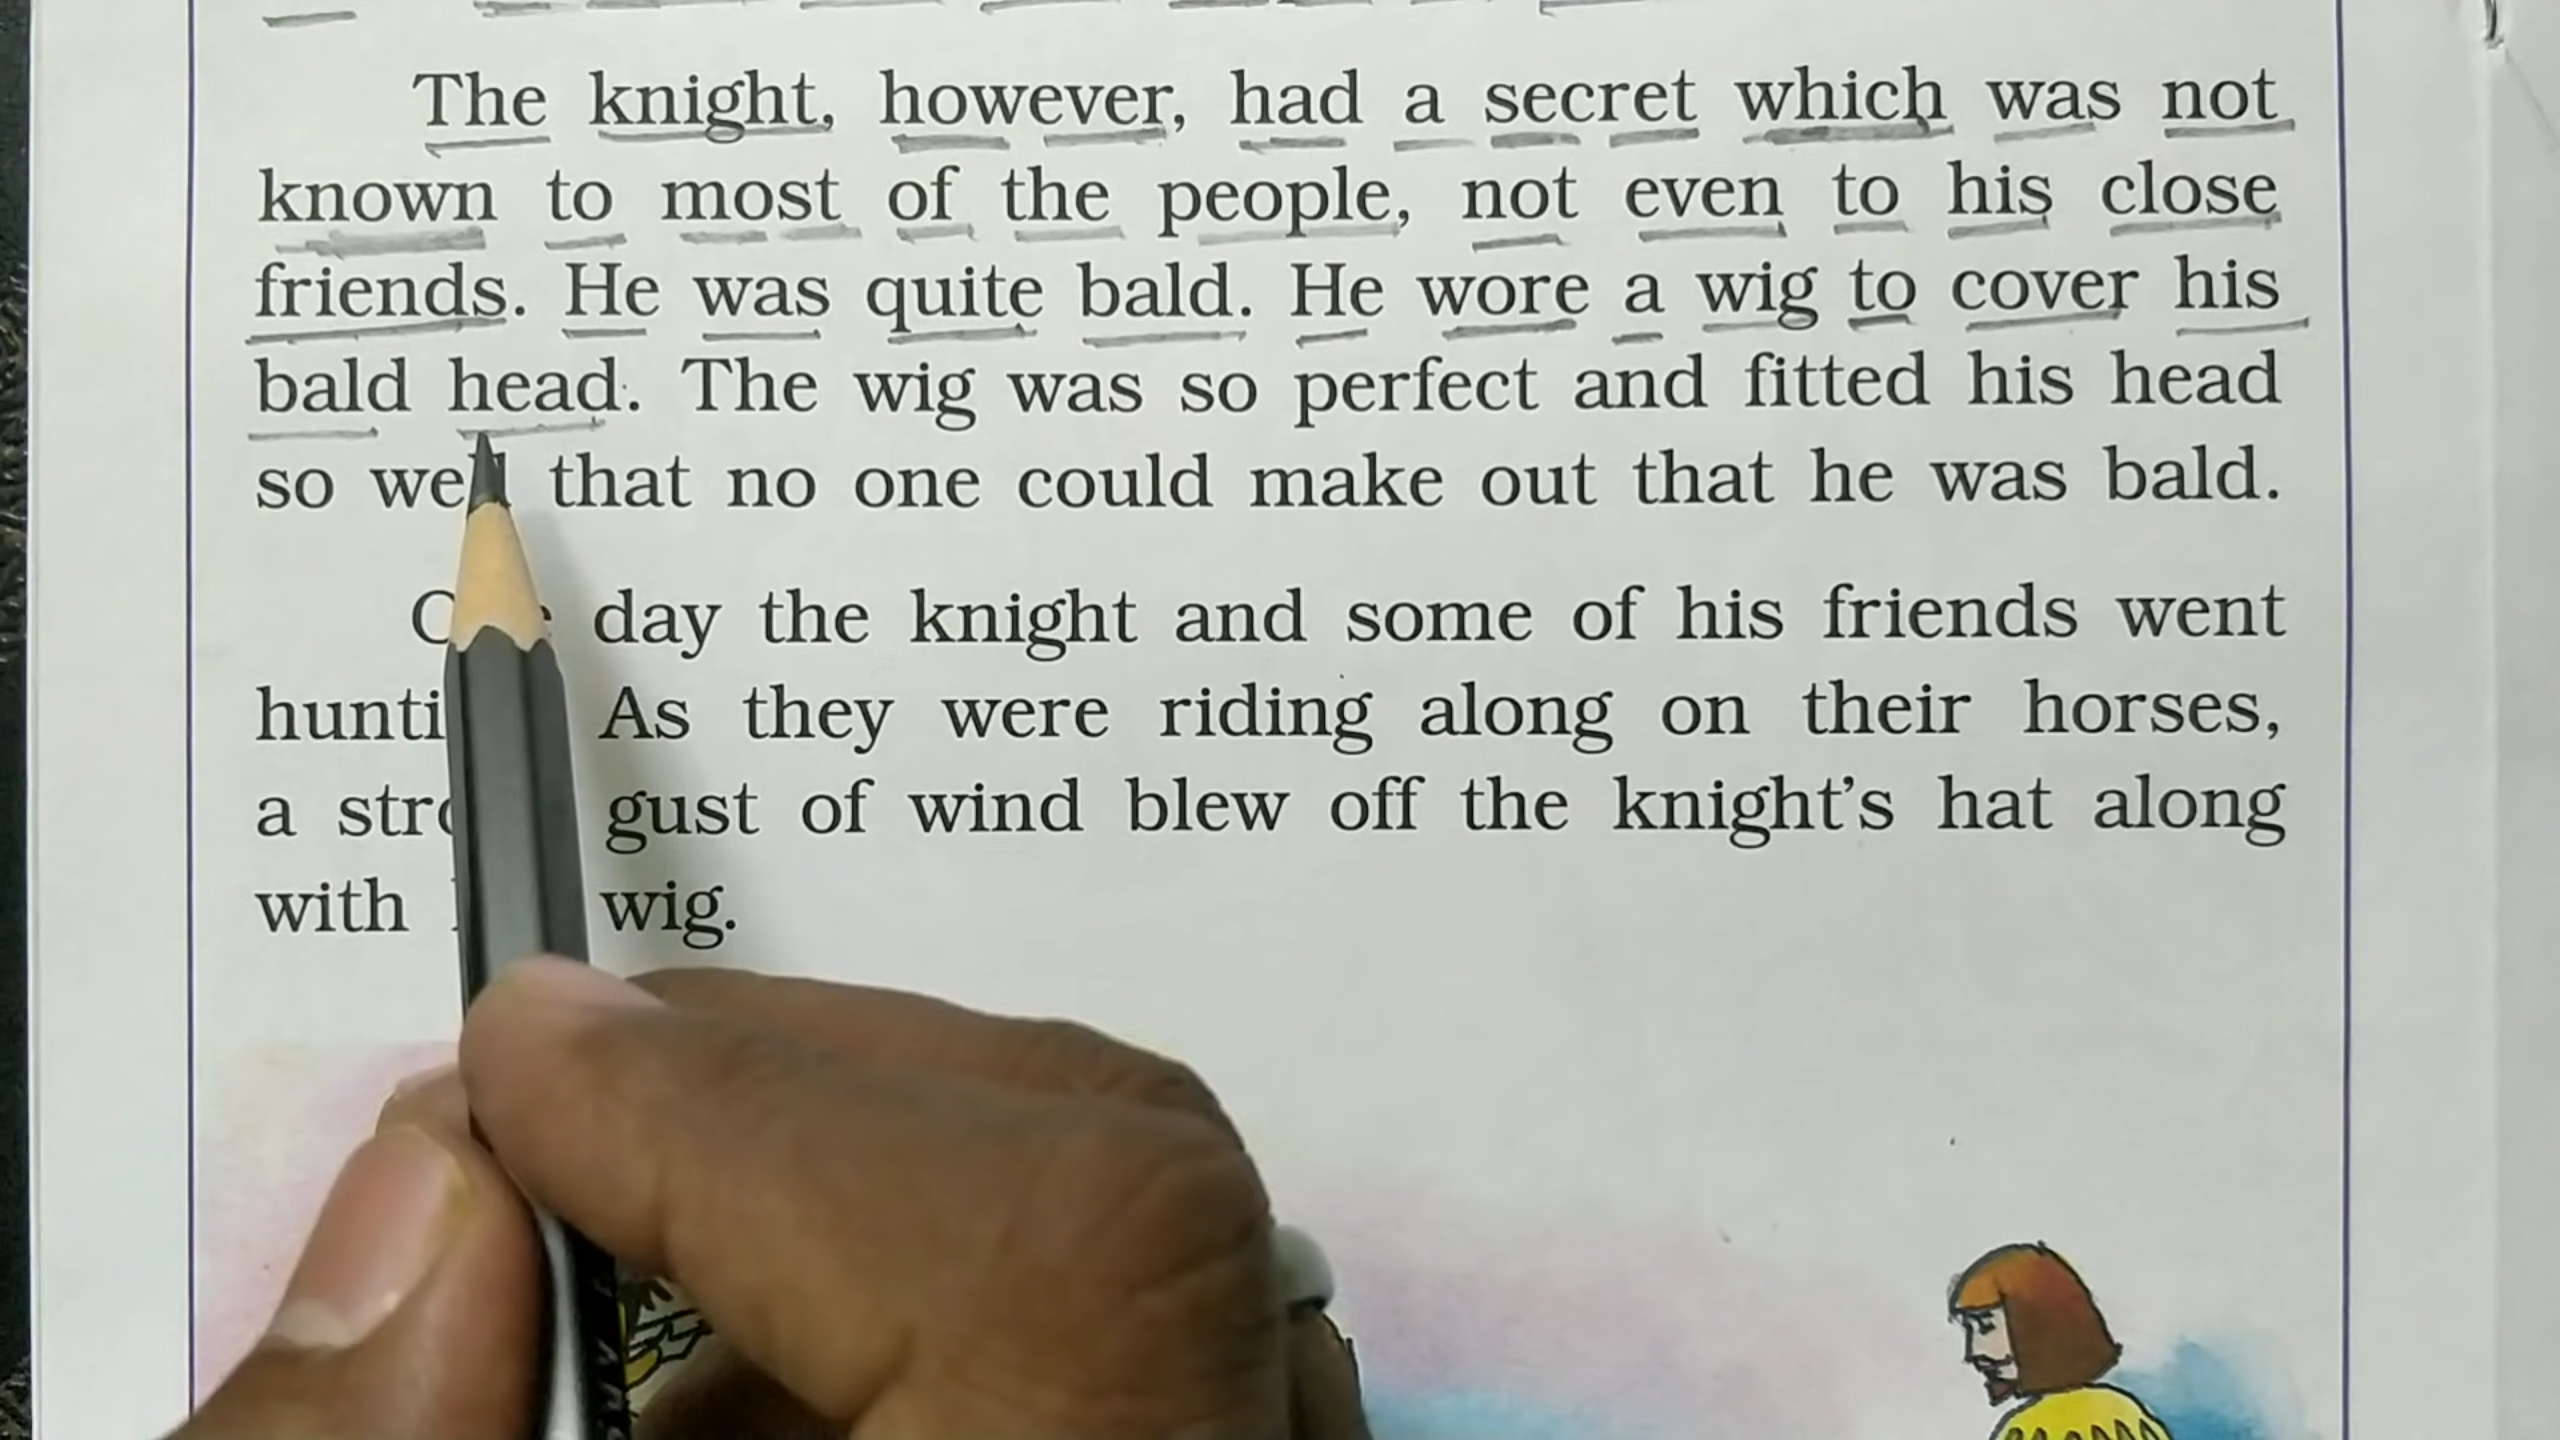 The knight, however, had a secret which was not
known to most of the people, not even to his close
friends. He was quite bald. He wore a wig to cover his
bald head. The wig was so perfect and fitted his head
so well that no one could make out that he was bald.
day the knight and some of his friends went
As they were riding along on their horses,
a gust of wind blew off the knight's hat along
with wig.